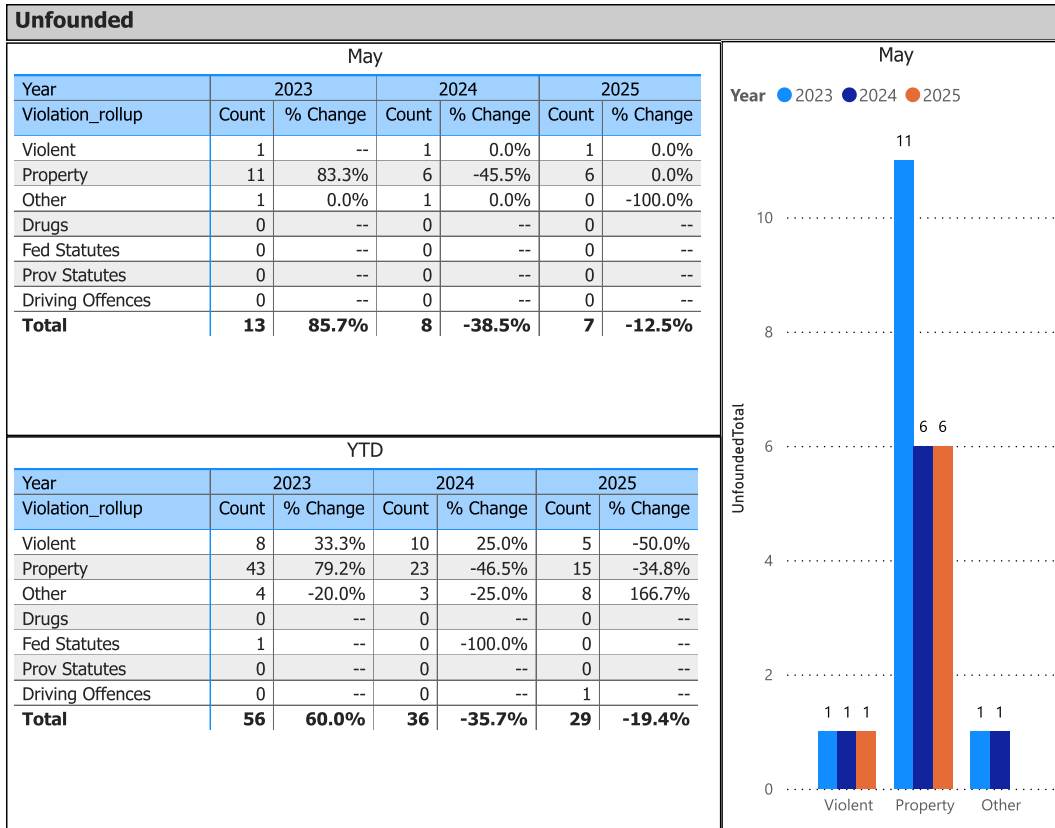 Unfounded
May
Year 2023 2024 2025
Violation_rollup Count % Change Count % Change Count % Change
Violent 1 -- 1 0.0% 1 0.0%
Property 11 83.3% 6 -45.5% 6 0.0%
Other 1 0.0% 1 0.0% 0 -100.0%
Drugs 0 -- 0 -- 0 --
Fed Statutes 0 -- 0 -- 0 --
Prov Statutes 0 -- 0 -- 0 --
Driving Offences 0 -- 0 -- 0 --
Total 13 85.7% 8 -38.5% 7 -12.5%
YTD
Year 2023 2024 2025
Violation_rollup Count % Change Count % Change Count % Change
Violent 8 33.3% 10 25.0% 5 -50.0%
Property 43 79.2% 23 -46.5% 15 -34.8%
Other 4 -20.0% 3 -25.0% 8 166.7%
Drugs 0 -- 0 -- 0 --
Fed Statutes 1 -- 0 -100.0% 0 --
Prov Statutes 0 -- 0 -- 0 --
Driving Offences 0 -- 0 -- 1 --
Total 56 60.0% 36 -35.7% 29 -19.4%
May
Year 2023 2024 2025
11
10
8
6 6
6
4
2
1 1 1 1 1
0
UnfoundedTotal
Violent Property Other